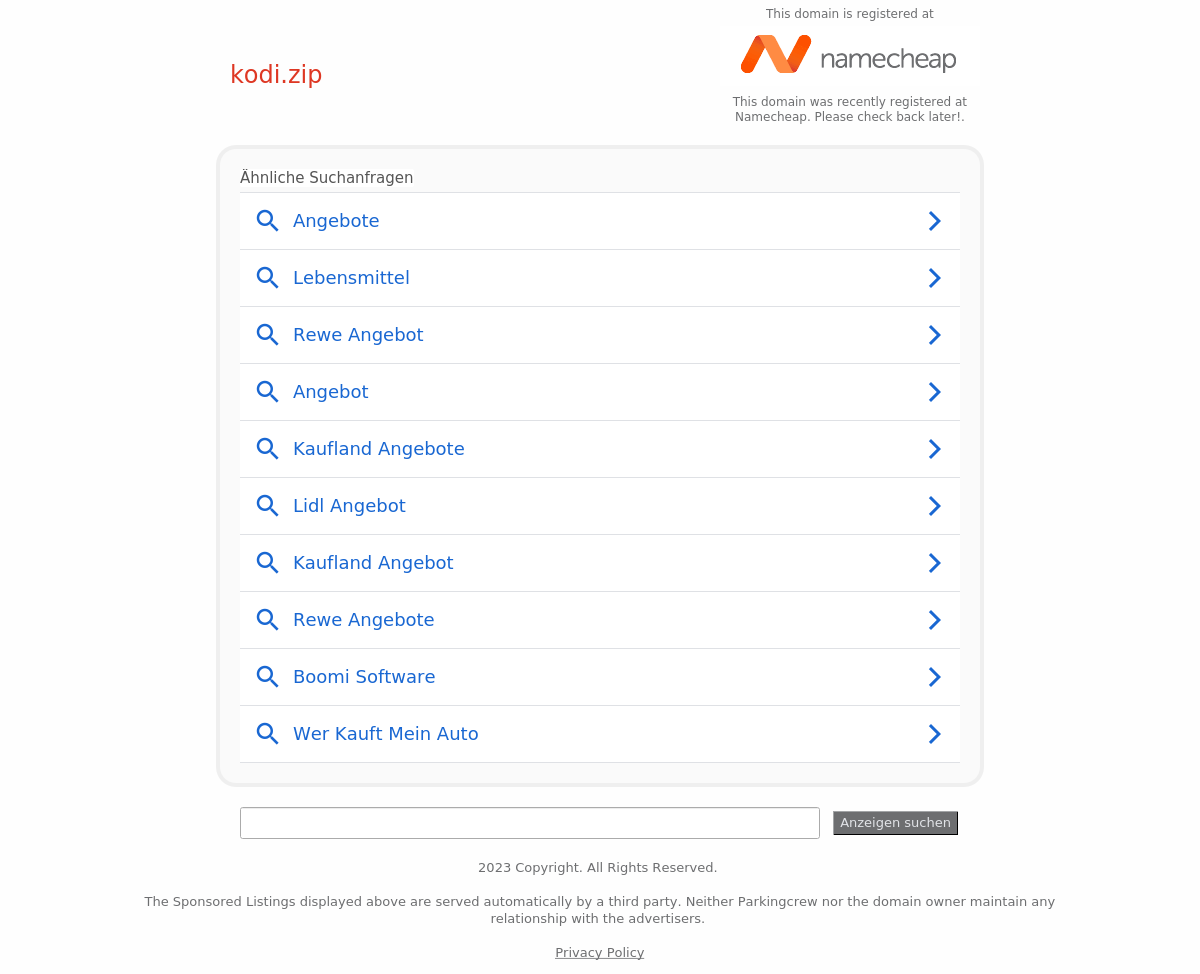 This domain is registered at
namecheap
kodi.zip
This domain was recently registered at
Namecheap. Please check back later!.
Ähnliche Suchanfragen
Angebote
Lebensmittel
Rewe Angebot
Angebot
Kaufland Angebote
Lidl Angebot
Kaufland Angebot
Rewe Angebote
Boomi Software
Wer Kauft Mein Auto
Anzeigen suchen
2023 Copyright. All Rights Reserved.
The Sponsored Listings displayed above are served automatically by a third party. Neither Parkingcrew nor the domain owner maintain any
relationship with the advertisers.
Privacy Policy